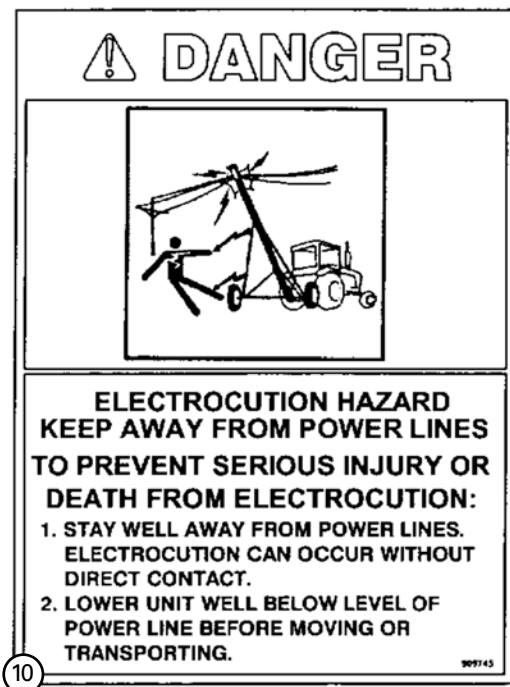 DANGER
ELECTROCUTION HAZARD
KEEP AWAY FROM POWER LINES
TO PREVENT SERIOUS INJURY OR
DEATH FROM ELECTROCUTION:
1. STAY WELL AWAY FROM POWER LINES.
ELECTROCUTION CAN OCCUR WITHOUT
DIRECT CONTACT.
2. LOWER UNIT WELL BELOW LEVEL OF
POWER LINE BEFORE MOVING OR
TRANSPORTING.
909745
10